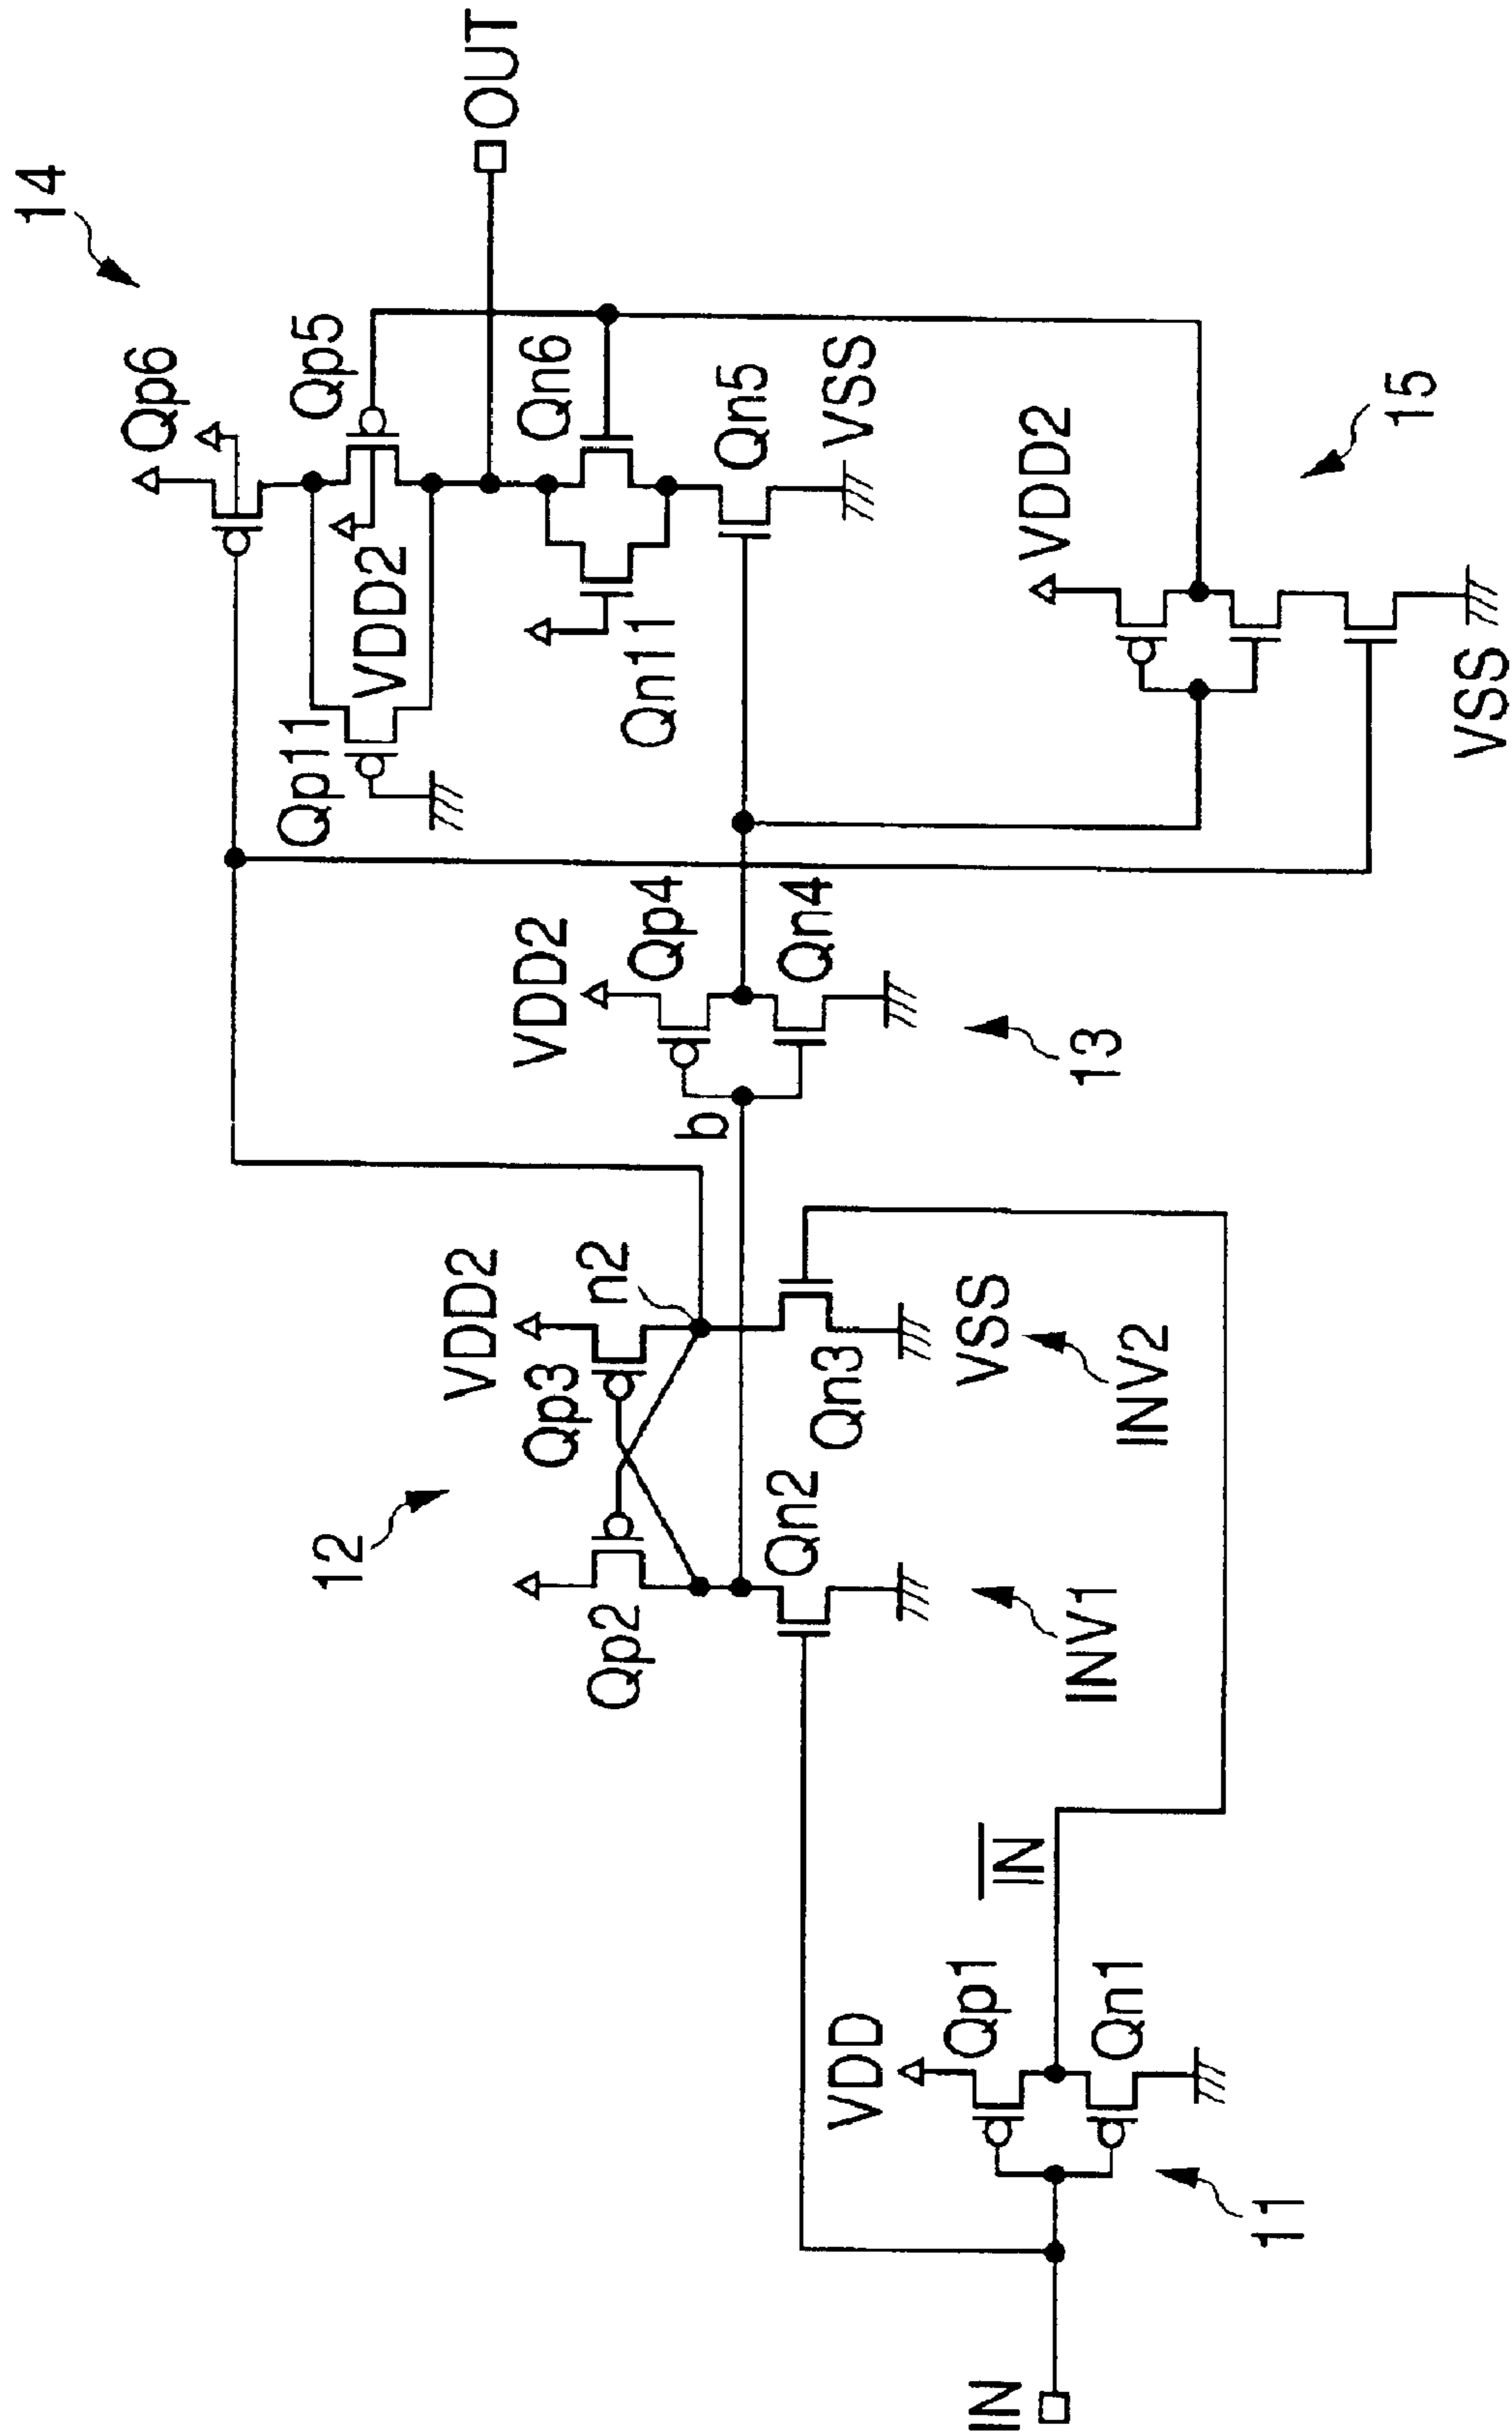 14
Qp6
Qp5
OUT
Qp11
VDD2
Qn6
Qn11
Qn5
VSS
VDD2
15
VSS
VDD2
Qp4
Qn4
b
13
12
VDD2
n2
Qp3
Qp2
Qn2
Qn3
VSS
INV1
INV2
IN
VDD
Qp1
Qn1
11
IN